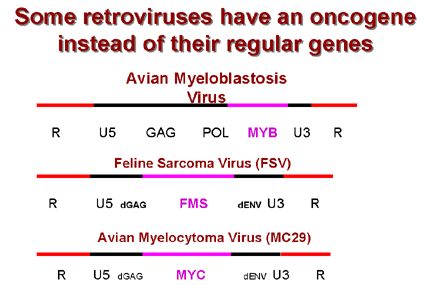 Some retroviruses have an oncogene
instead of their regular genes
Avian Myeloblastosis
Virus
R U5 GAG POL MYB U3 R
Feline Sarcoma Virus (FSV)
R U5 dGAG FMS dENV U3 R
Avian Myelocytoma Virus (MC29)
R U5 dGAG MYC dENV U3 R